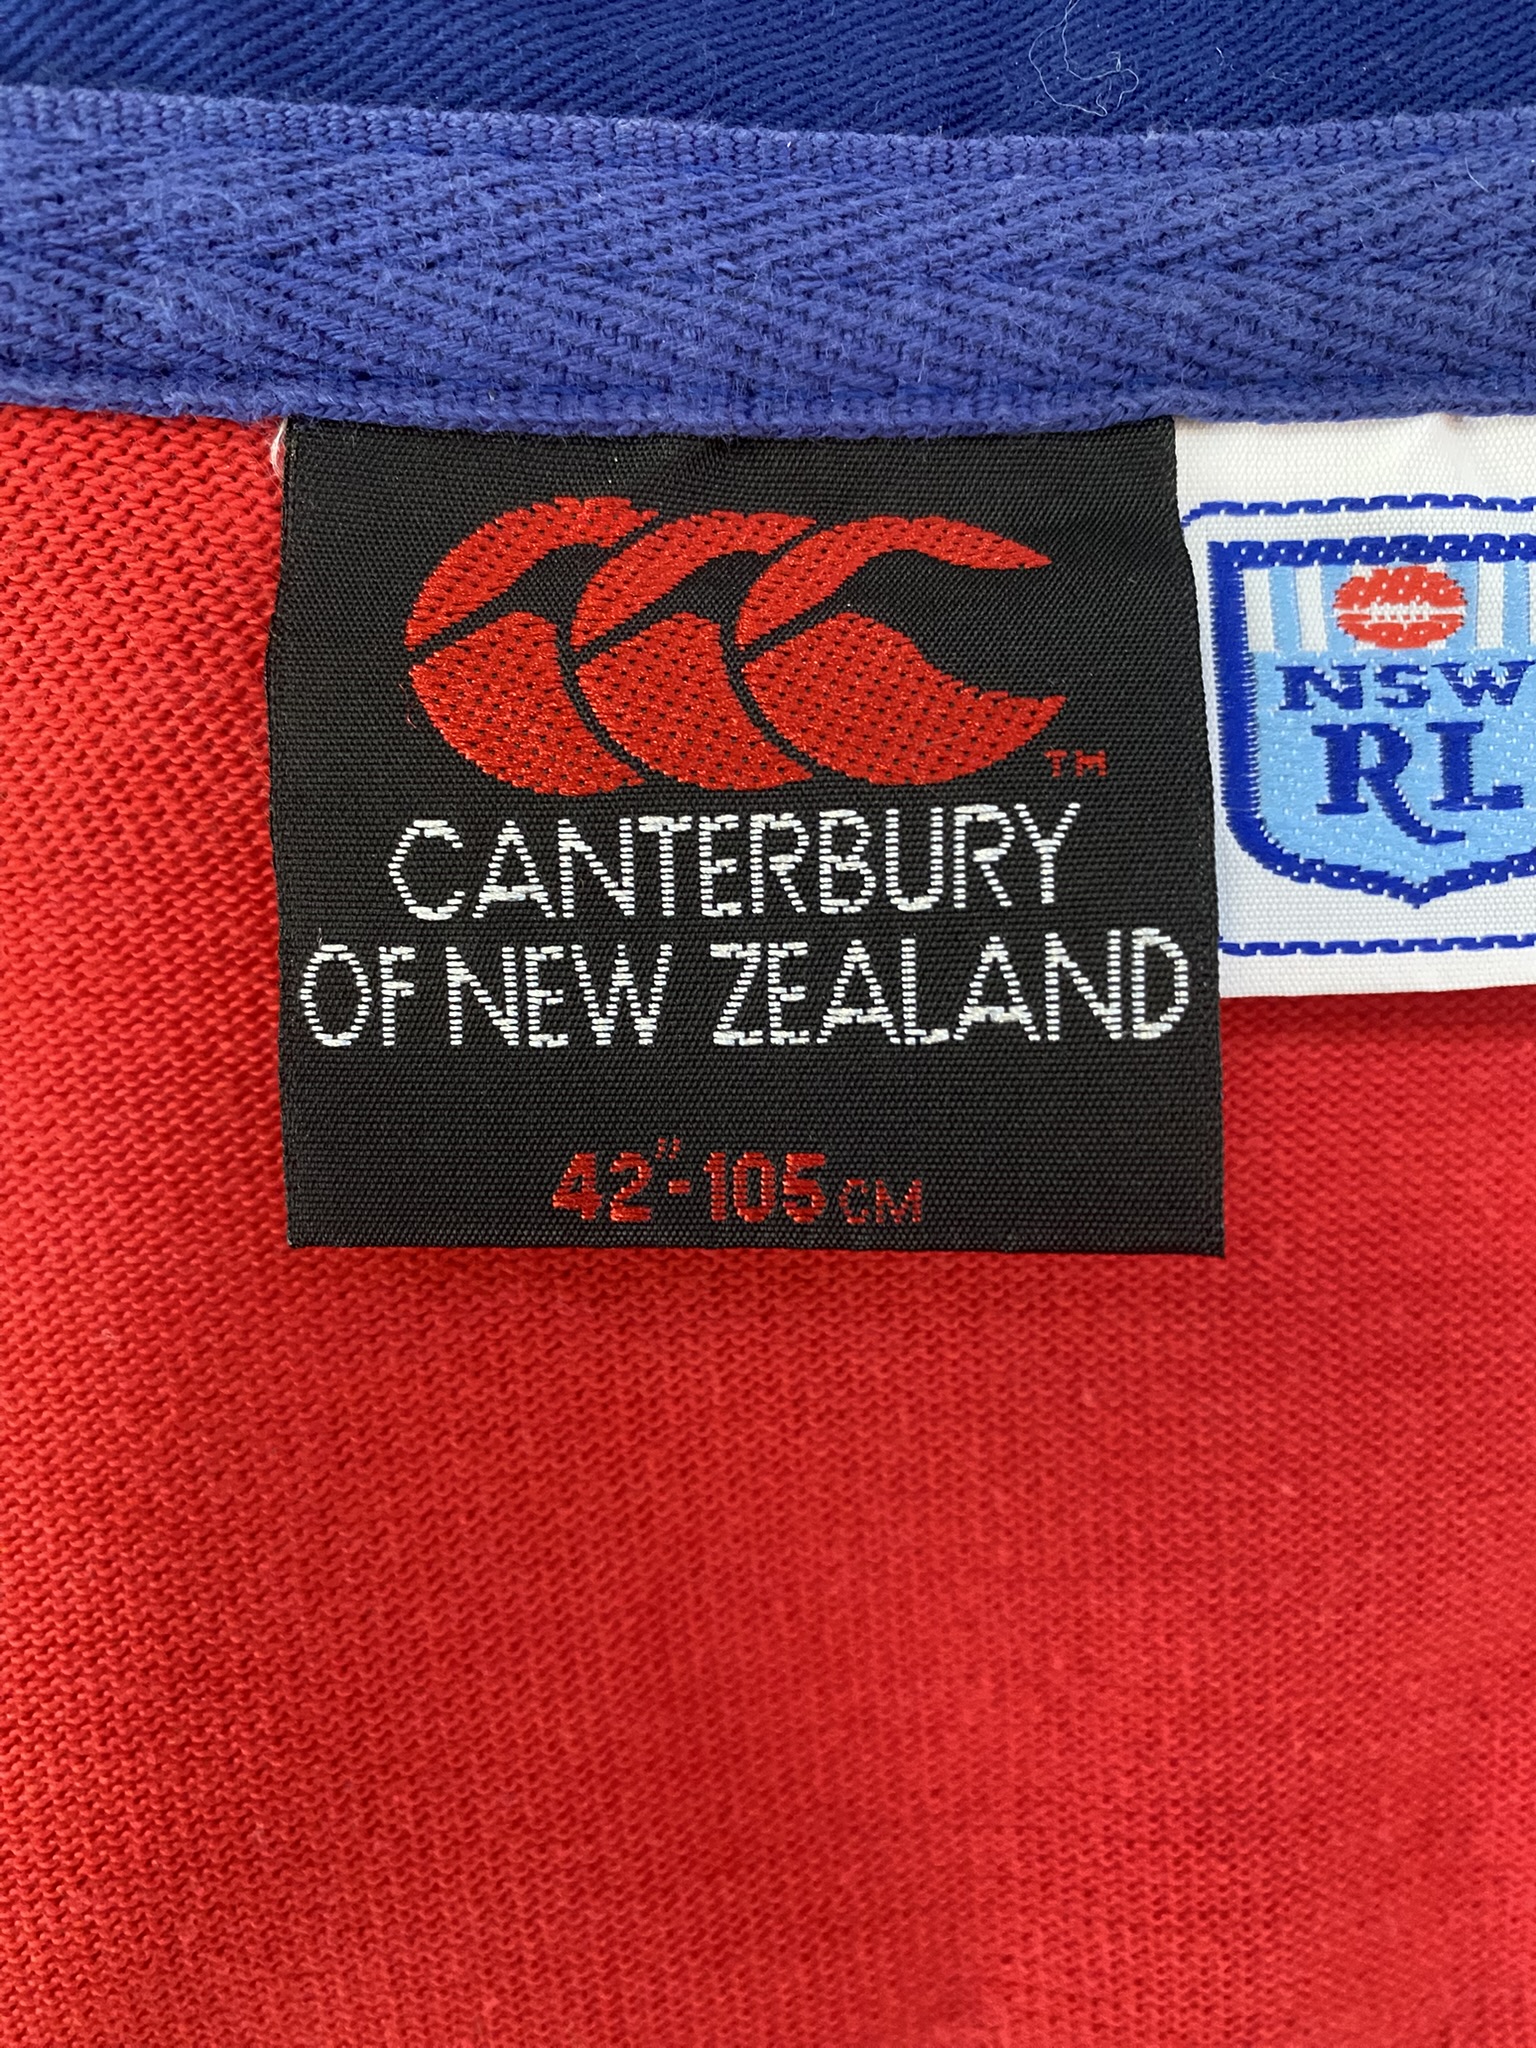 TM
CANTERBURY
OF NEW ZEALAND
42"-105CM
NSW
RL